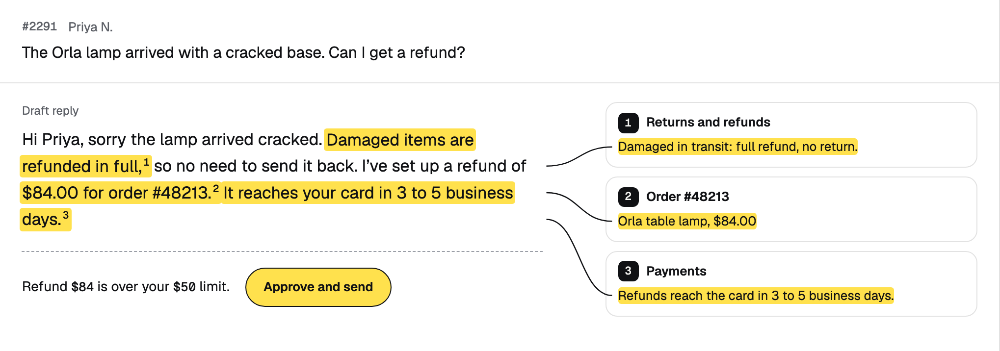 #2291 Priya N.
The Orla lamp arrived with a cracked base. Can I get a refund?
Draft reply
Hi Priya, sorry the lamp arrived cracked. Damaged items are
refunded in full,¹ so no need to send it back. I’ve set up a refund of
$84.00 for order #48213.² It reaches your card in 3 to 5 business
days.³
Refund $84 is over your $50 limit.
Approve and send
1 Returns and refunds
Damaged in transit: full refund, no return.
2 Order #48213
Orla table lamp, $84.00
3 Payments
Refunds reach the card in 3 to 5 business days.